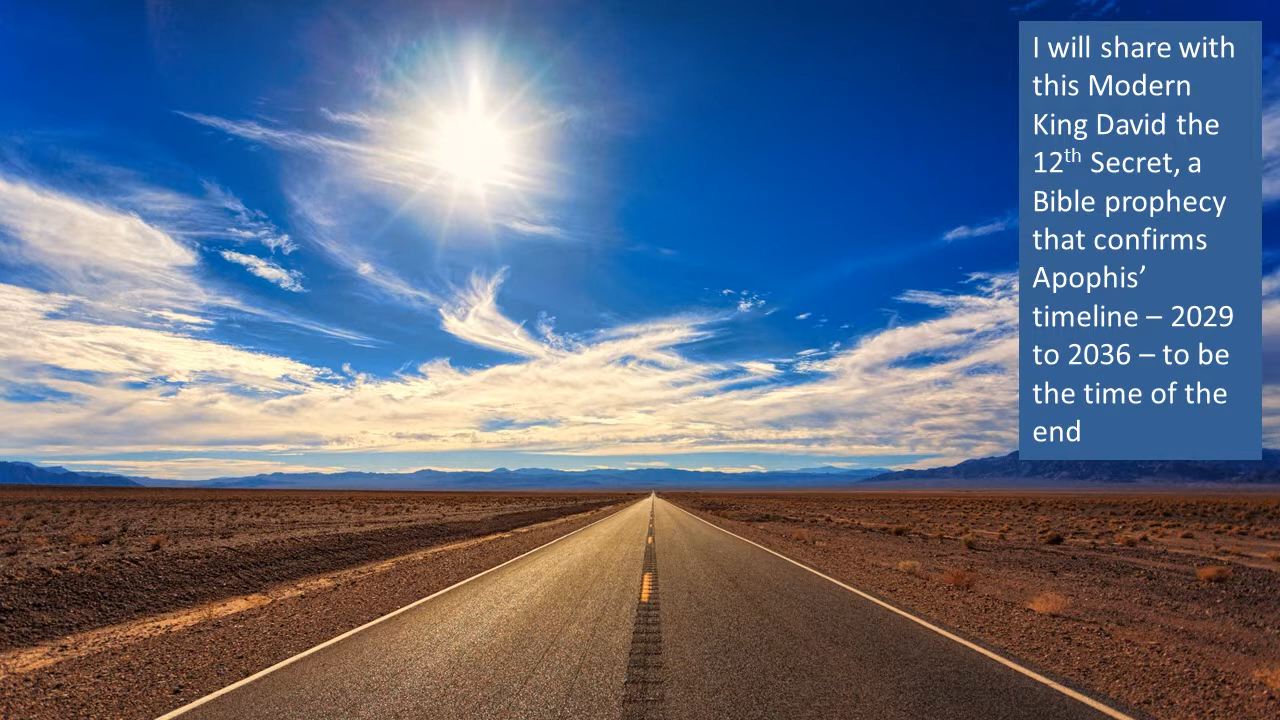 I will share with
this Modern
King David the
12th Secret, a
Bible prophecy
that confirms
Apophis’
timeline – 2029
to 2036 – to be
the time of the
end